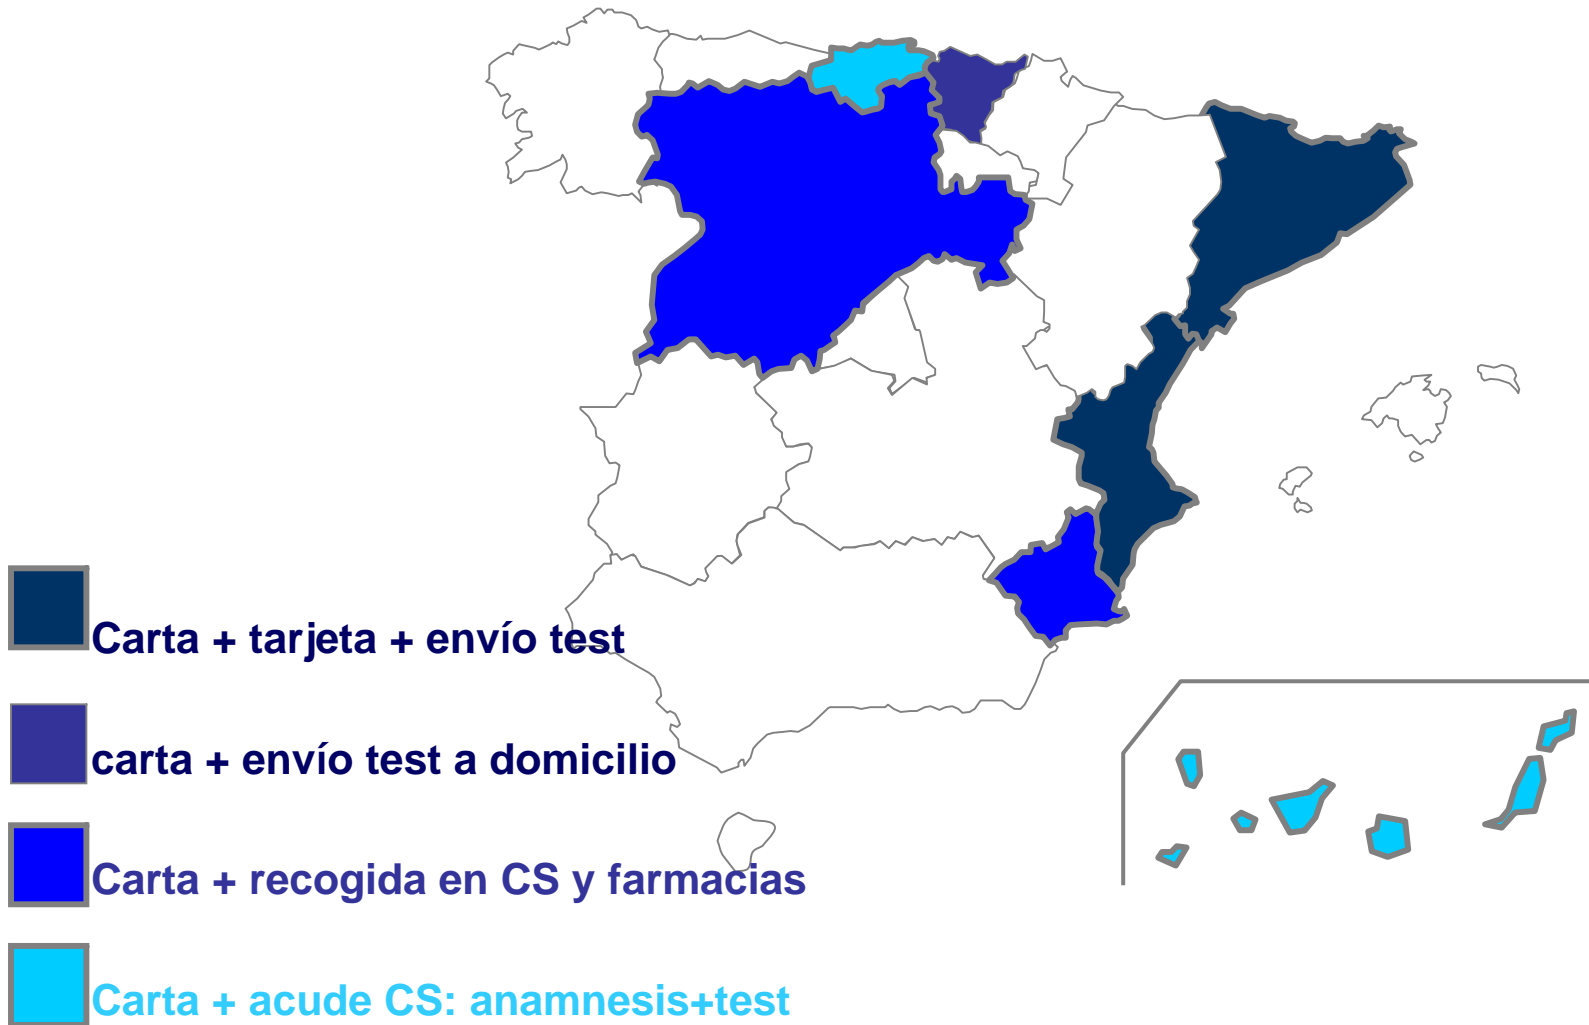 Carta + tarjeta + envío test
carta + envío test a domicilio
Carta + recogida en CS y farmacias
Carta + acude CS: anamnesis+test